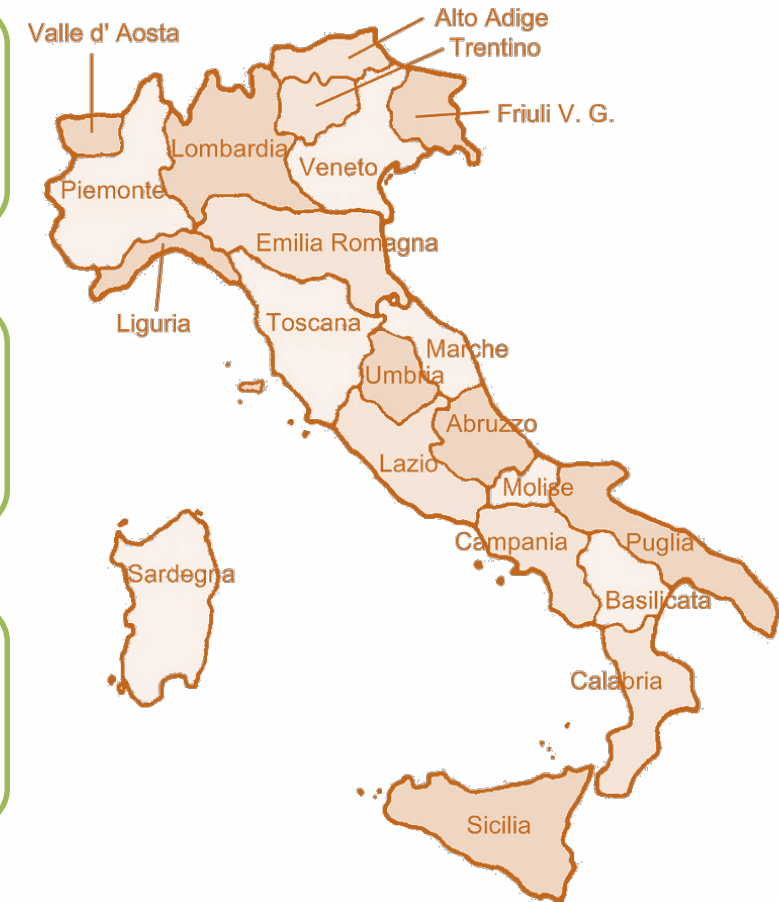 Alto Adige
Valle d' Aosta
Trentino
Friuli V. G.
Lombardia
Veneto
Piemonte
Emilia Romagna
Liguria
Toscana
Marche
Umbria
Abruzzo
Lazio
Molise
Campania
Puglia
Sardegna
Basilicata
Calabria
Sicilia